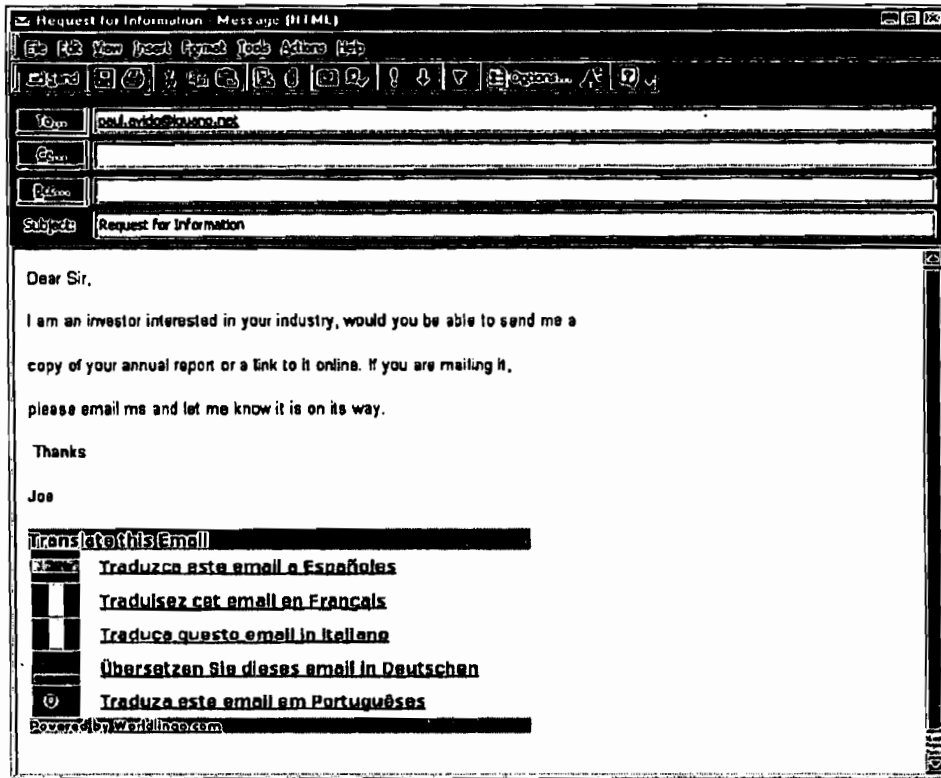 Request for Information - Message (HTML)
File Edit View Insert Format Tools Actions Help
Send Options...
To... paul.avida@
Cc...
Bcc...
Subject: Request for Information
Dear Sir,
I am an investor interested in your industry, would you be able to send me a
copy of your annual report or a link to it online. If you are mailing it,
please email me and let me know it is on its way.
Thanks
Joe
Translate this Email
Traduzca este email a Españoles
Traduisez cet email en Français
Traduca questo email in italiano
Übersetzen Sie dieses email in Deutschen
Traduza este email em Portuguêses
Powered by Worldlingo.com